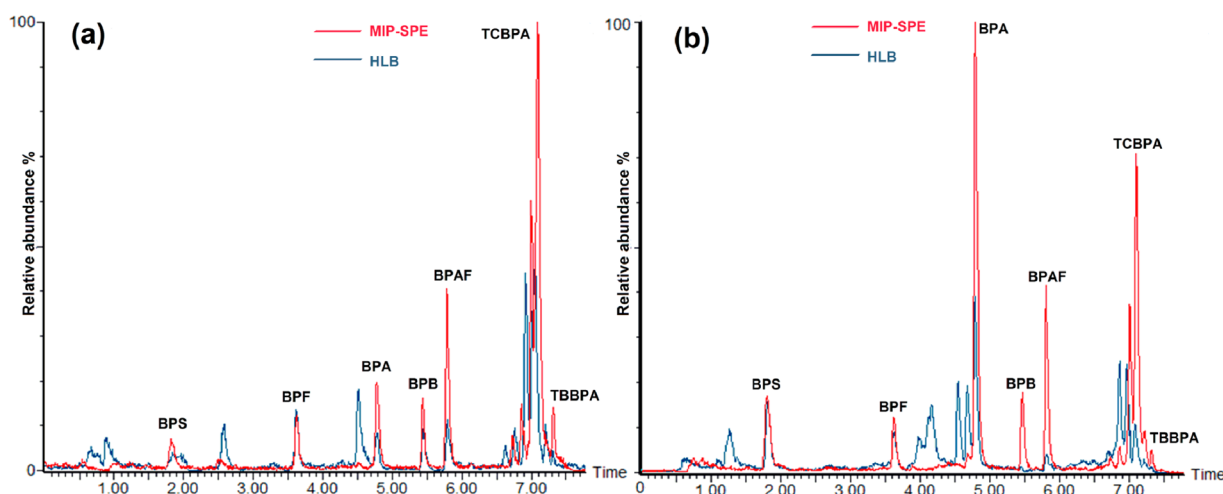 (a)
MIP-SPE
HLB
TCBPA
100
Relative abundance %
BPS
BPF
BPA
BPB
BPAF
TBBPA
0
1.00 2.00 3.00 4.00 5.00 6.00 7.00 Time
(b)
MIP-SPE
HLB
BPA
100
Relative abundance %
BPS
BPF
BPB
BPAF
TCBPA
TBBPA
0
0 1.00 2.00 3.00 4.00 5.00 6.00 7.00 Time